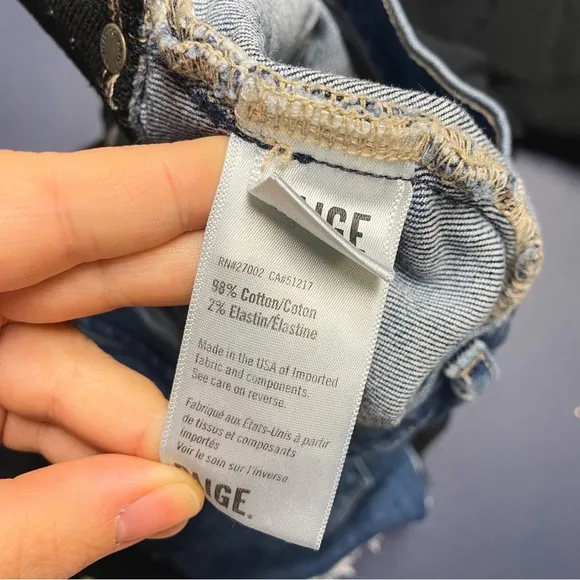 RN#27002 CA#51217
98% Cotton/Coton
2% Elastin/Élastine
Made in the USA of Imported
fabric and components.
See care on reverse.
Fabriqué aux États-Unis à partir
de tissus et composants
importés
Voir le soin sur l'inverse